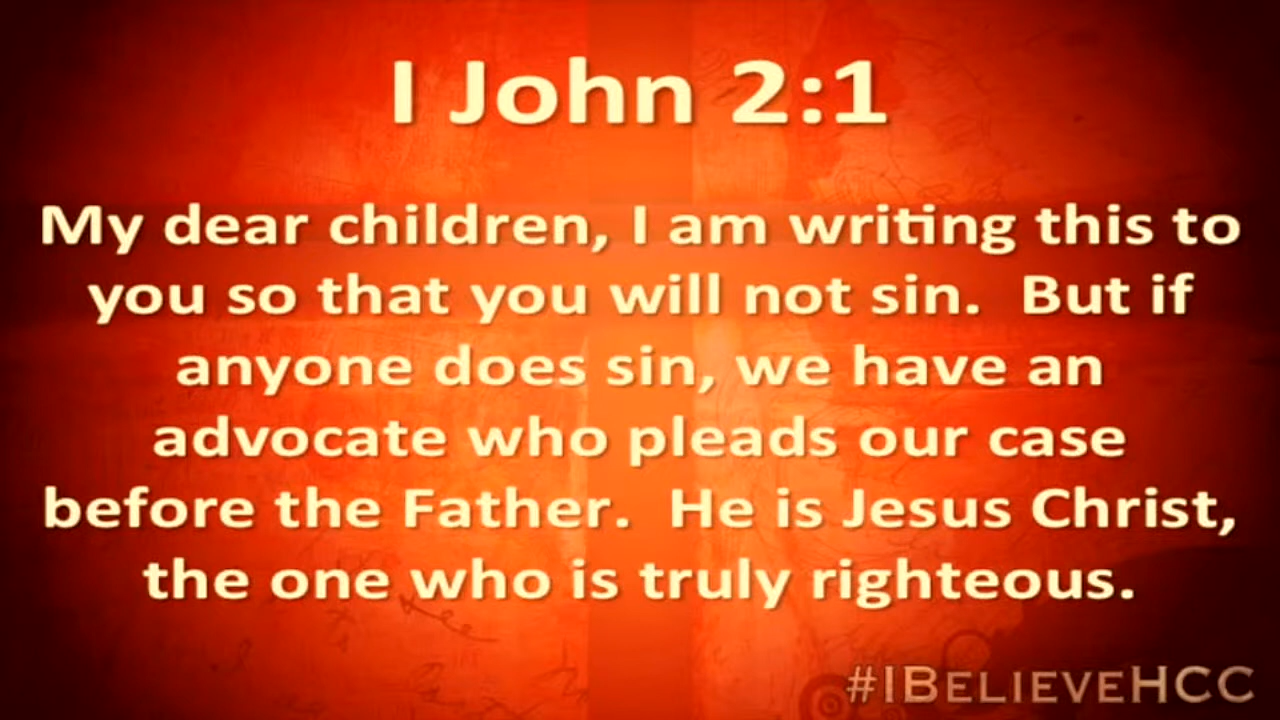 I John 2:1
My dear children, I am writing this to
you so that you will not sin.  But if
anyone does sin, we have an
advocate who pleads our case
before the Father.  He is Jesus Christ,
the one who is truly righteous.
#IBelieveHCC